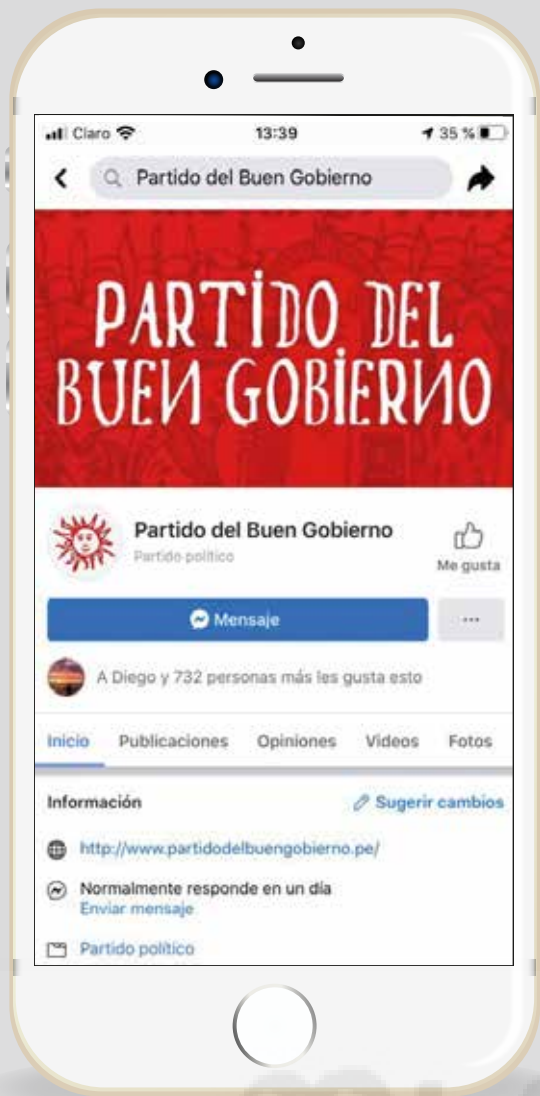 Claro 13:39 35 %
Partido del Buen Gobierno
PARTIDO DEL
BUEN GOBIERNO
Partido del Buen Gobierno
Partido político
Me gusta
Mensaje
...
A Diego y 732 personas más les gusta esto
Inicio Publicaciones Opiniones Videos Fotos
Información Sugerir cambios
http://www.partidodelbuengobierno.pe/
Normalmente responde en un día
Enviar mensaje
Partido político